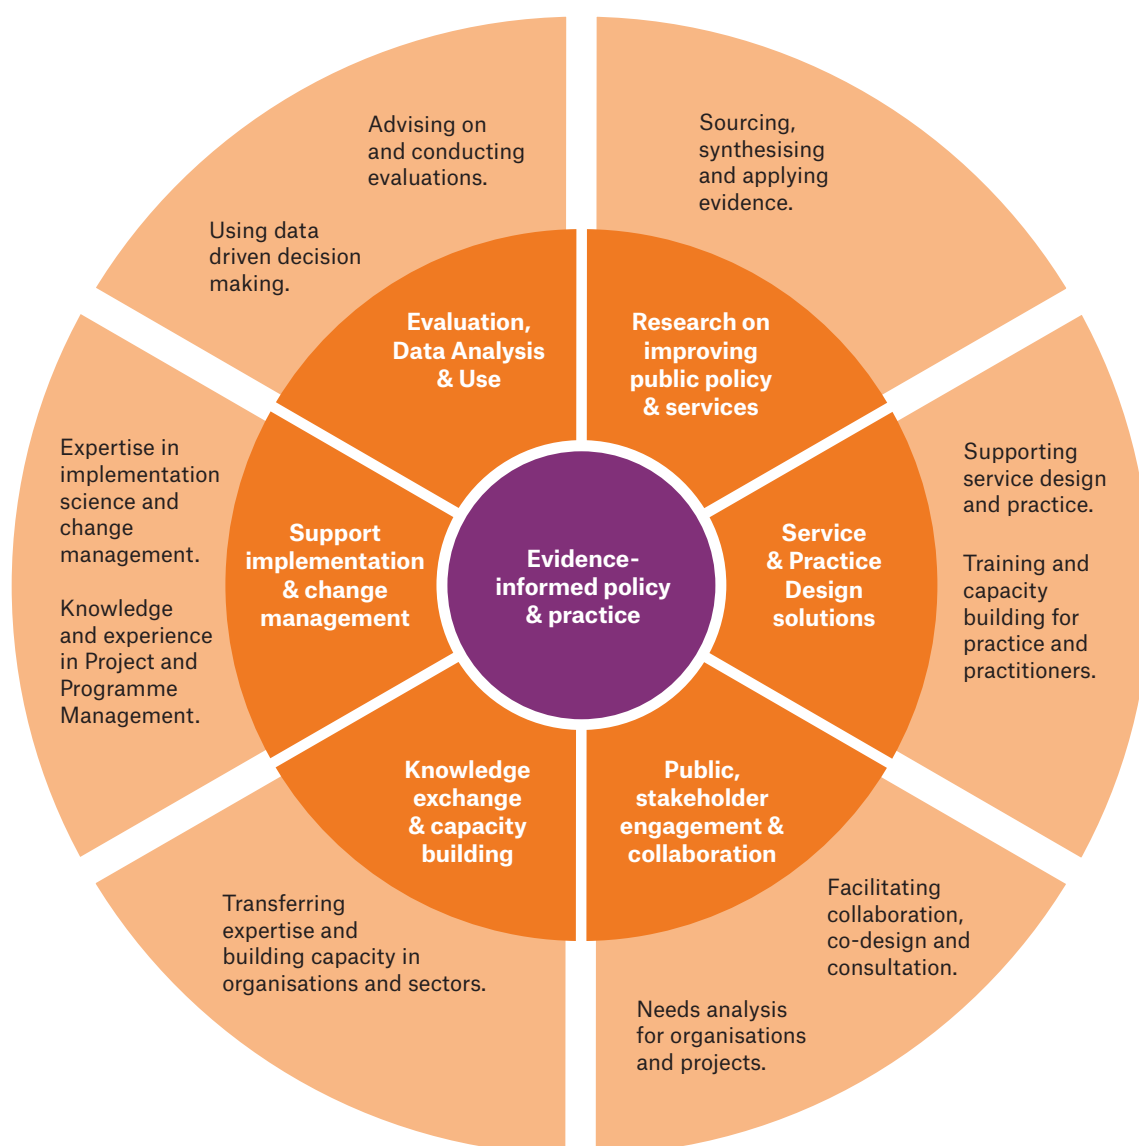 Evidence-
informed policy
& practice
Research on
improving
public policy
& services
Sourcing,
synthesising
and applying
evidence.
Service
& Practice
Design
solutions
Supporting
service design
and practice.
Training and
capacity
building for
practice and
practitioners.
Public,
stakeholder
engagement &
collaboration
Facilitating
collaboration,
co-design and
consultation.
Needs analysis
for organisations
and projects.
Knowledge
exchange
& capacity
building
Transferring
expertise and
building capacity in
organisations and sectors.
Support
implementation
& change
management
Expertise in
implementation
science and
change
management.
Knowledge
and experience
in Project and
Programme
Management.
Evaluation,
Data Analysis
& Use
Advising on
and conducting
evaluations.
Using data
driven decision
making.